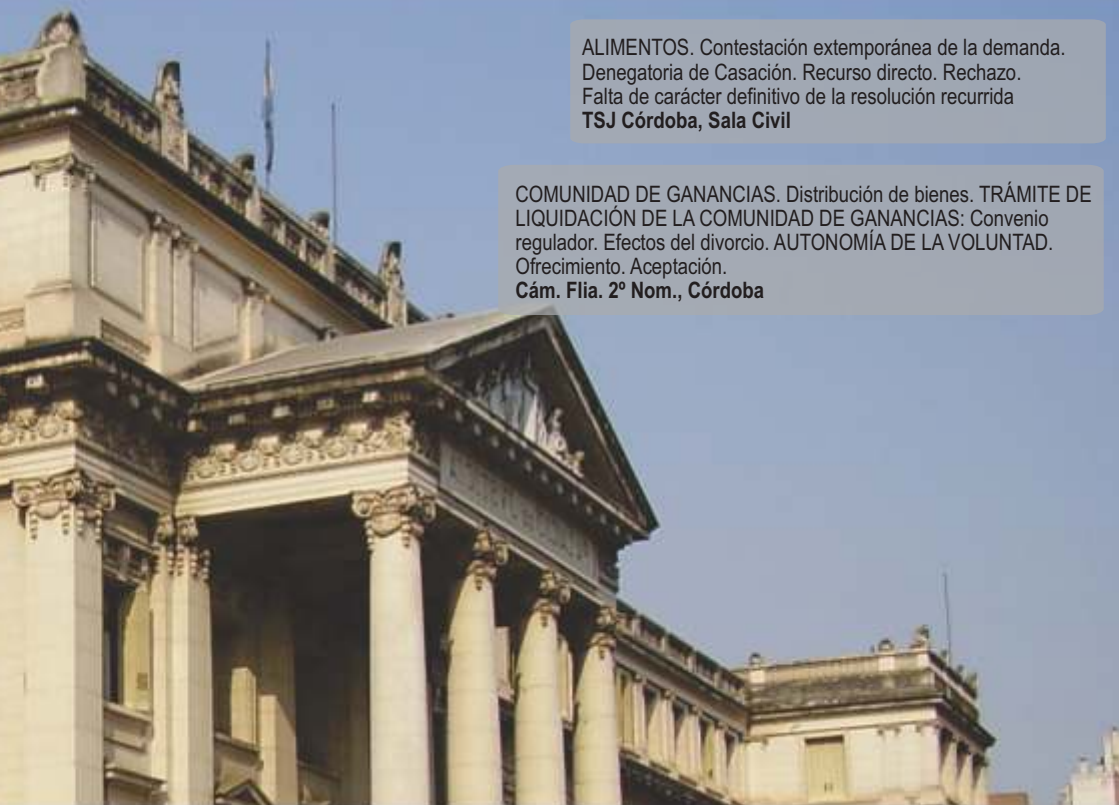 ALIMENTOS. Contestación extemporánea de la demanda.
Denegatoria de Casación. Recurso directo. Rechazo.
Falta de carácter definitivo de la resolución recurrida
TSJ Córdoba, Sala Civil
COMUNIDAD DE GANANCIAS. Distribución de bienes. TRÁMITE DE
LIQUIDACIÓN DE LA COMUNIDAD DE GANANCIAS: Convenio
regulador. Efectos del divorcio. AUTONOMÍA DE LA VOLUNTAD.
Ofrecimiento. Aceptación.
Cám. Flia. 2º Nom., Córdoba